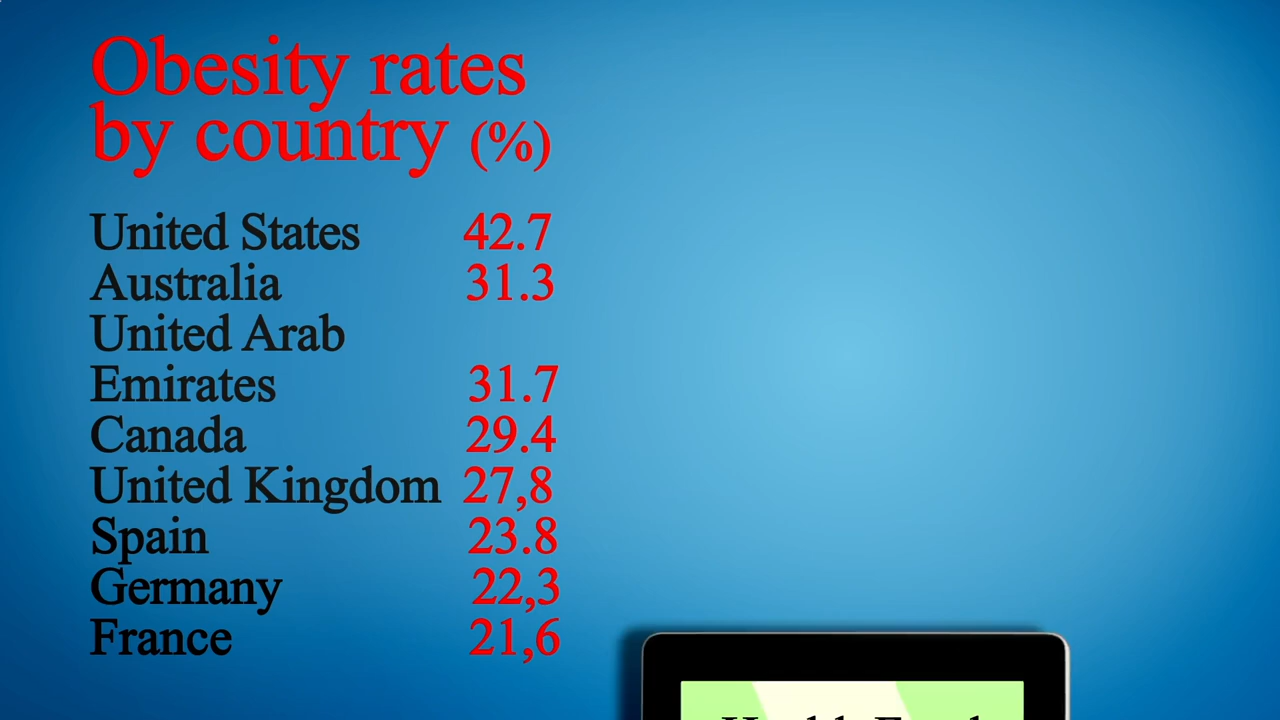 Obesity rates
by country (%)
United States 42.7
Australia 31.3
United Arab
Emirates 31.7
Canada 29.4
United Kingdom 27,8
Spain 23.8
Germany 22,3
France 21,6